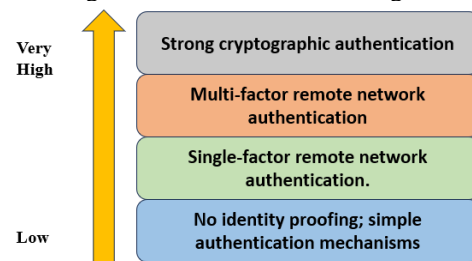 Very
High
Strong cryptographic authentication
Multi-factor remote network
authentication
Single-factor remote network
authentication.
Low
No identity proofing; simple
authentication mechanisms